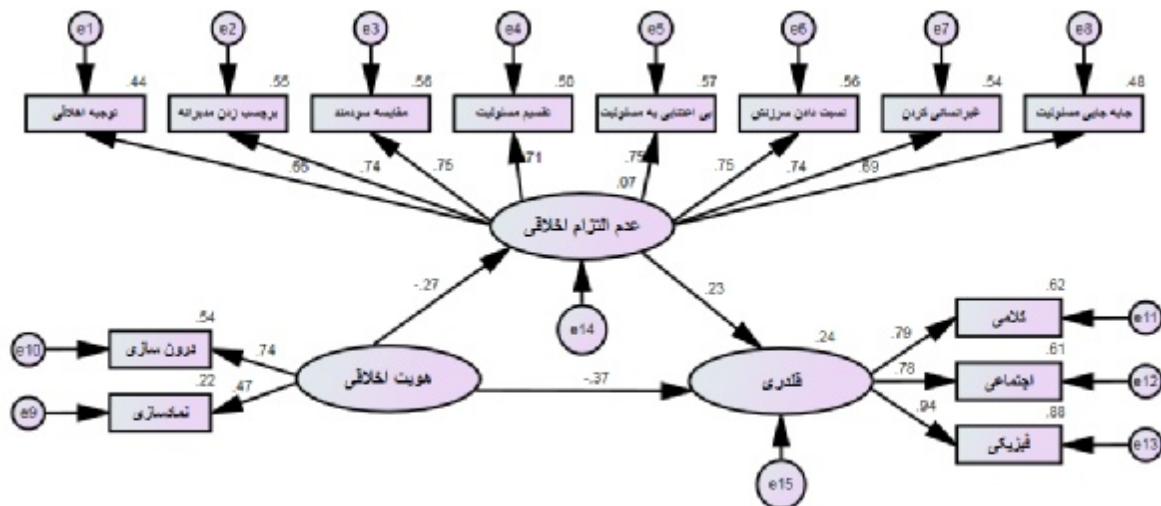 e1 e2 e3 e4 e5 e6 e7 e8
.44 .55 .56 .50 .57 .56 .54 .48
توجیه اخلاقی
برچسب زدن مدبرانه
مقایسه سودمند
تقسیم مسئولیت
بی اعتنایی به مسئولیت
نسبت دادن سرزنش
غیرانسانی کردن
جابه جایی مسئولیت
.74 .75 .71 .75 .75 .74 .69
.07
عدم التزام اخلاقی
-.27
.23
e14
.54
e10
درون سازی
.74
.22
e9
نمادسازی
.47
هویت اخلاقی
-.37
.24
قلدری
e15
.62
.79
کلامی
e11
.61
.78
اجتماعی
e12
.88
.94
فیزیکی
e13